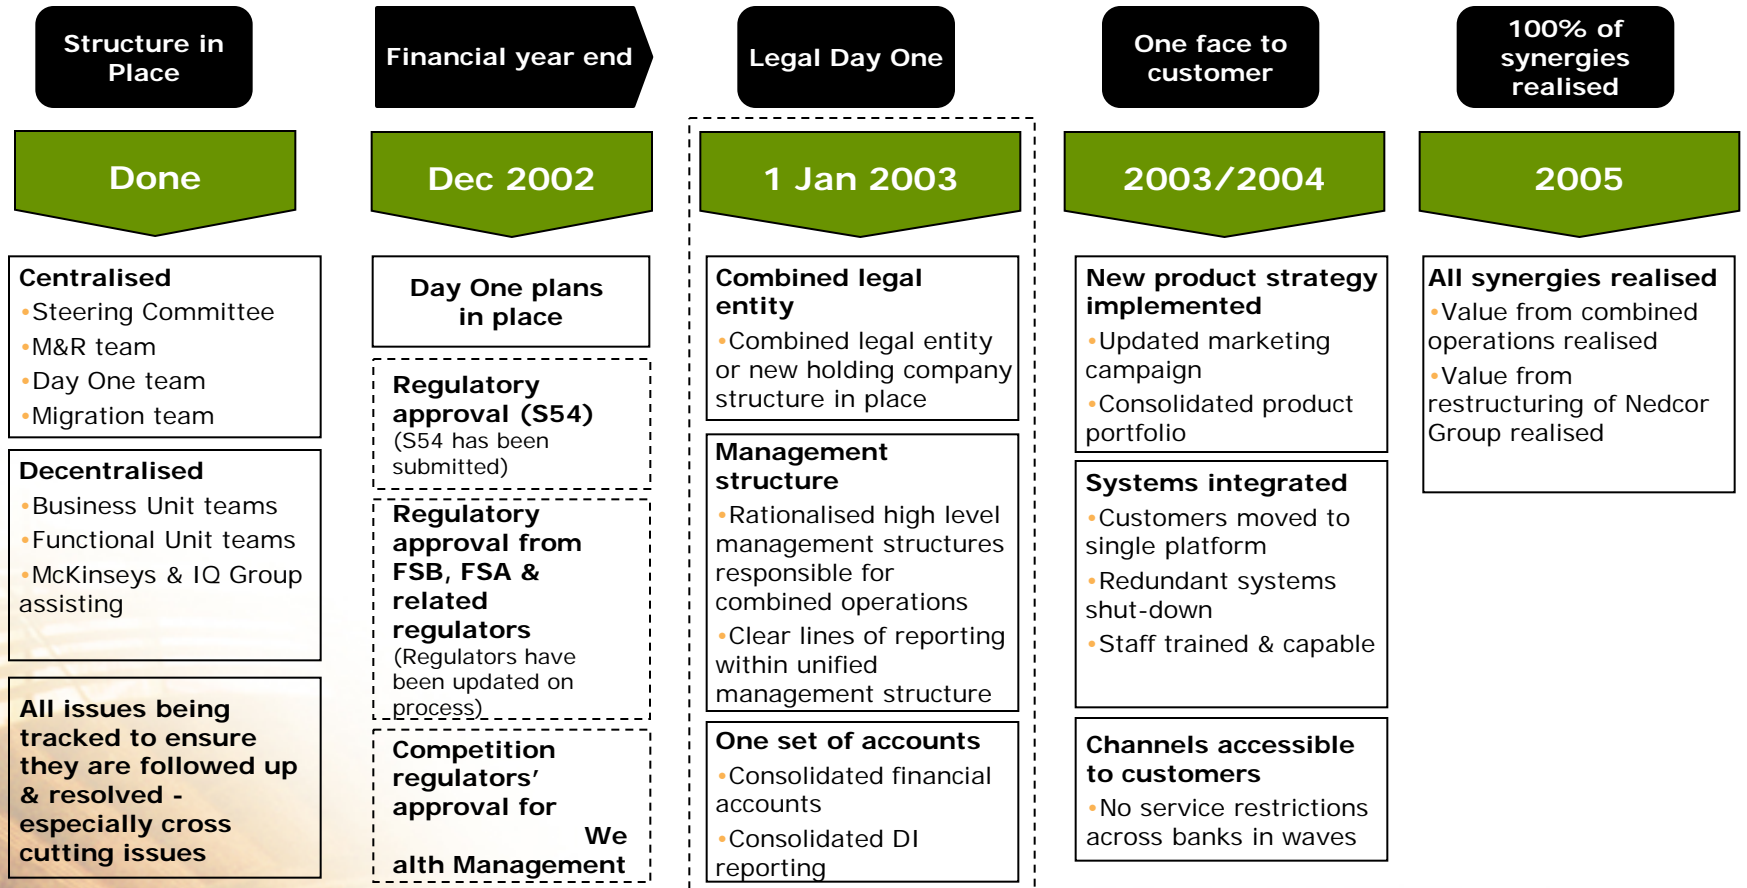 Structure in
Place
Financial year end
Legal Day One
One face to
customer
100% of
synergies
realised
Done
Dec 2002
1 Jan 2003
2003/2004
2005
Centralised
•Steering Committee
•M&R team
•Day One team
•Migration team
Decentralised
•Business Unit teams
•Functional Unit teams
•McKinseys & IQ Group
assisting
All issues being
tracked to ensure
they are followed up
& resolved -
especially cross
cutting issues
Day One plans
in place
Regulatory
approval (S54)
(S54 has been
submitted)
Regulatory
approval from
FSB, FSA &
related
regulators
(Regulators have
been updated on
process)
Competition
regulators’
approval for
We
alth Management
Combined legal
entity
•Combined legal entity
or new holding company
structure in place
Management
structure
•Rationalised high level
management structures
responsible for
combined operations
•Clear lines of reporting
within unified
management structure
One set of accounts
•Consolidated financial
accounts
•Consolidated DI
reporting
New product strategy
implemented
•Updated marketing
campaign
•Consolidated product
portfolio
Systems integrated
•Customers moved to
single platform
•Redundant systems
shut-down
•Staff trained & capable
Channels accessible
to customers
•No service restrictions
across banks in waves
All synergies realised
•Value from combined
operations realised
•Value from
restructuring of Nedcor
Group realised